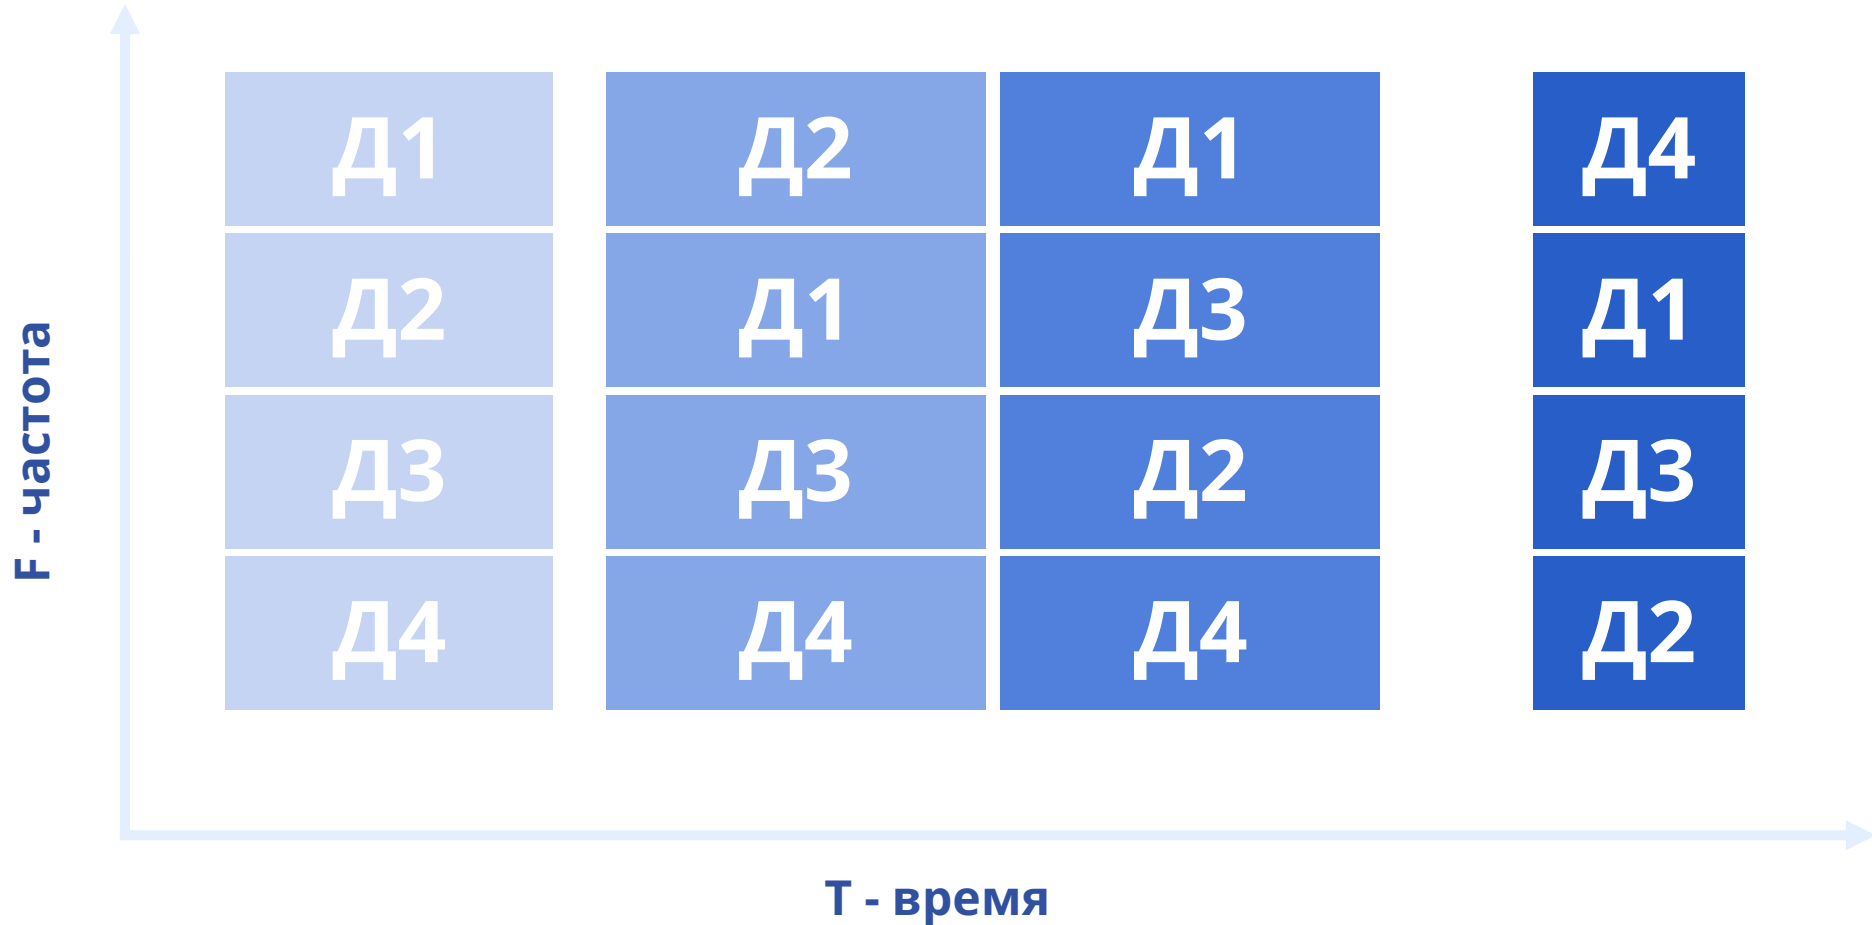 Д1 Д2 Д1 Д4
Д2 Д1 Д3 Д1
Д3 Д3 Д2 Д3
Д4 Д4 Д4 Д2
F - частота
T - время